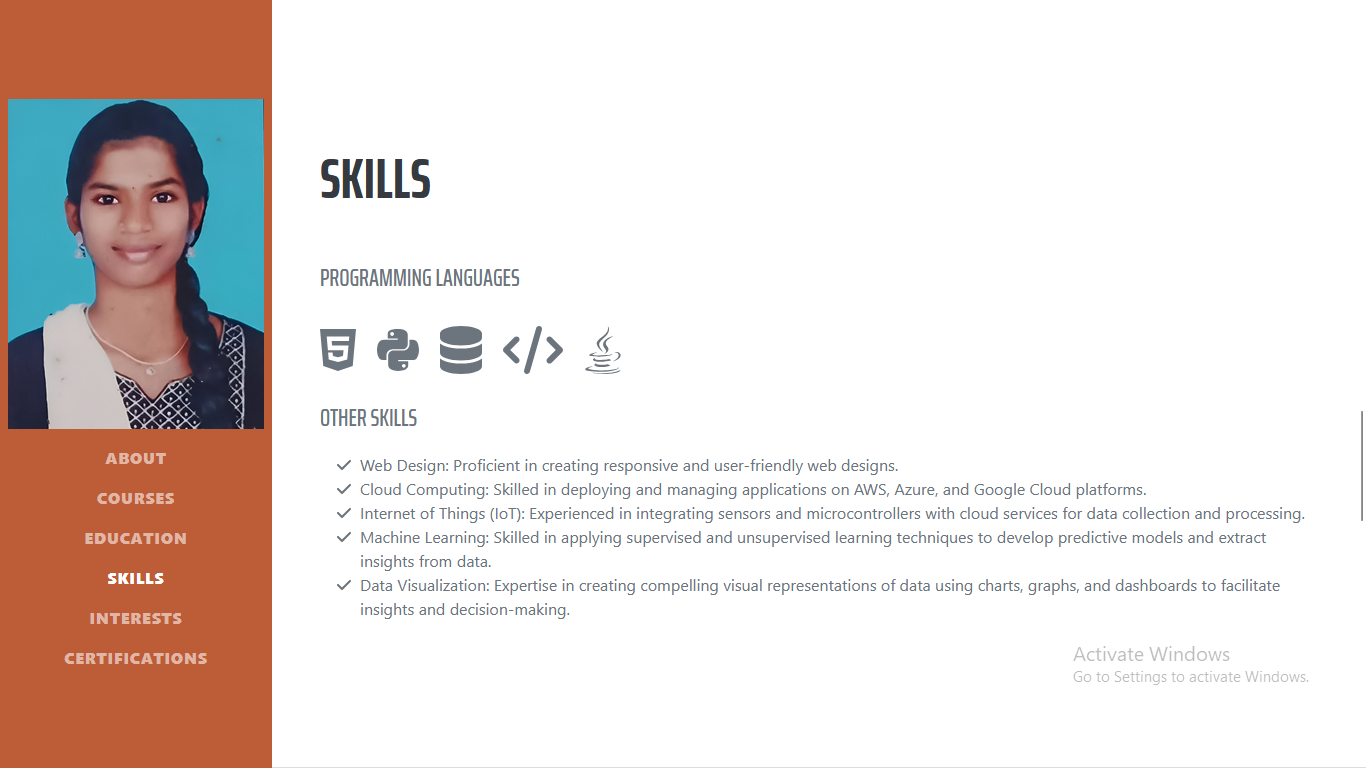 ABOUT
COURSES
EDUCATION
SKILLS
INTERESTS
CERTIFICATIONS
SKILLS
PROGRAMMING LANGUAGES
OTHER SKILLS
Web Design: Proficient in creating responsive and user-friendly web designs.
Cloud Computing: Skilled in deploying and managing applications on AWS, Azure, and Google Cloud platforms.
Internet of Things (IoT): Experienced in integrating sensors and microcontrollers with cloud services for data collection and processing.
Machine Learning: Skilled in applying supervised and unsupervised learning techniques to develop predictive models and extract
insights from data.
Data Visualization: Expertise in creating compelling visual representations of data using charts, graphs, and dashboards to facilitate
insights and decision-making.
Activate Windows
Go to Settings to activate Windows.